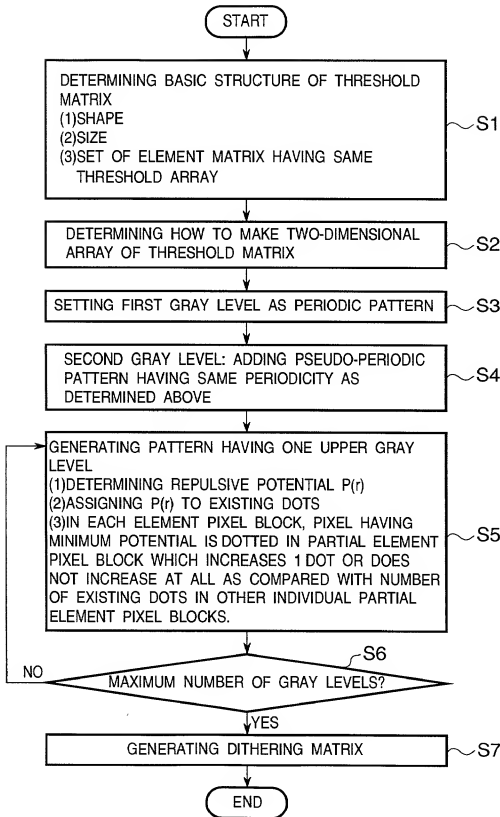 START
DETERMINING BASIC STRUCTURE OF THRESHOLD
MATRIX
(1)SHAPE
(2)SIZE
(3)SET OF ELEMENT MATRIX HAVING SAME
THRESHOLD ARRAY
S1
DETERMINING HOW TO MAKE TWO-DIMENSIONAL
ARRAY OF THRESHOLD MATRIX
S2
SETTING FIRST GRAY LEVEL AS PERIODIC PATTERN
S3
SECOND GRAY LEVEL: ADDING PSEUDO-PERIODIC
PATTERN HAVING SAME PERIODICITY AS
DETERMINED ABOVE
S4
GENERATING PATTERN HAVING ONE UPPER GRAY
LEVEL
(1)DETERMINING REPULSIVE POTENTIAL P(r)
(2)ASSIGNING P(r) TO EXISTING DOTS
(3)IN EACH ELEMENT PIXEL BLOCK, PIXEL HAVING
MINIMUM POTENTIAL IS DOTTED IN PARTIAL ELEMENT
PIXEL BLOCK WHICH INCREASES 1 DOT OR DOES
NOT INCREASE AT ALL AS COMPARED WITH NUMBER
OF EXISTING DOTS IN OTHER INDIVIDUAL PARTIAL
ELEMENT PIXEL BLOCKS.
S5
S6
NO
MAXIMUM NUMBER OF GRAY LEVELS?
YES
GENERATING DITHERING MATRIX
S7
END